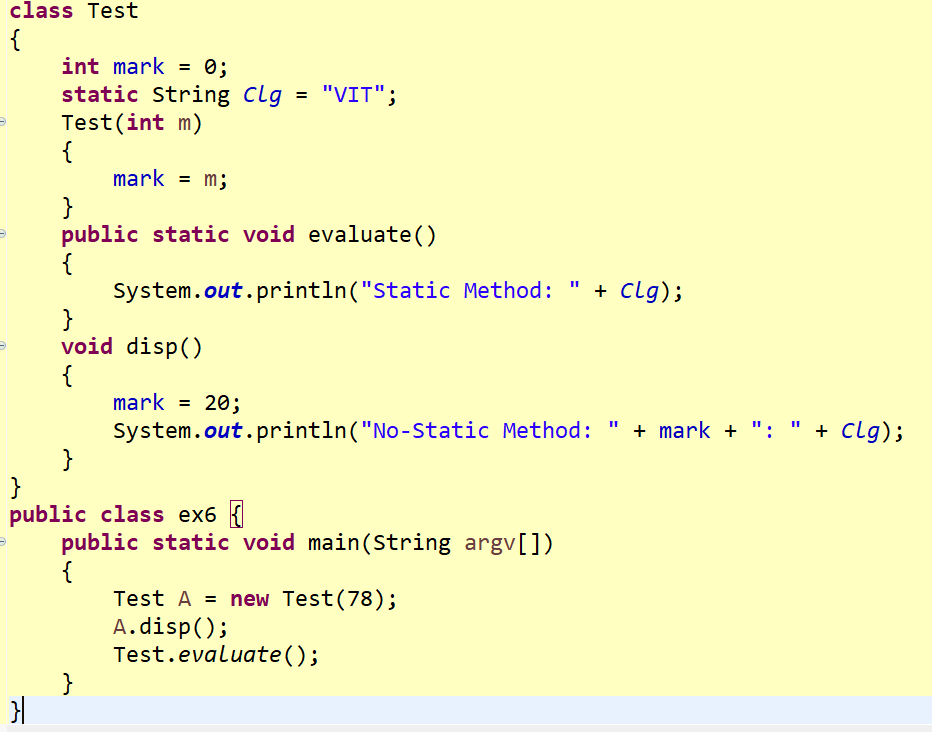 class Test
{
    int mark = 0;
    static String Clg = "VIT";
    Test(int m)
    {
        mark = m;
    }
    public static void evaluate()
    {
        System.out.println("Static Method: " + Clg);
    }
    void disp()
    {
        mark = 20;
        System.out.println("No-Static Method: " + mark + ": " + Clg);
    }
}
public class ex6 {
    public static void main(String argv[])
    {
        Test A = new Test(78);
        A.disp();
        Test.evaluate();
    }
}